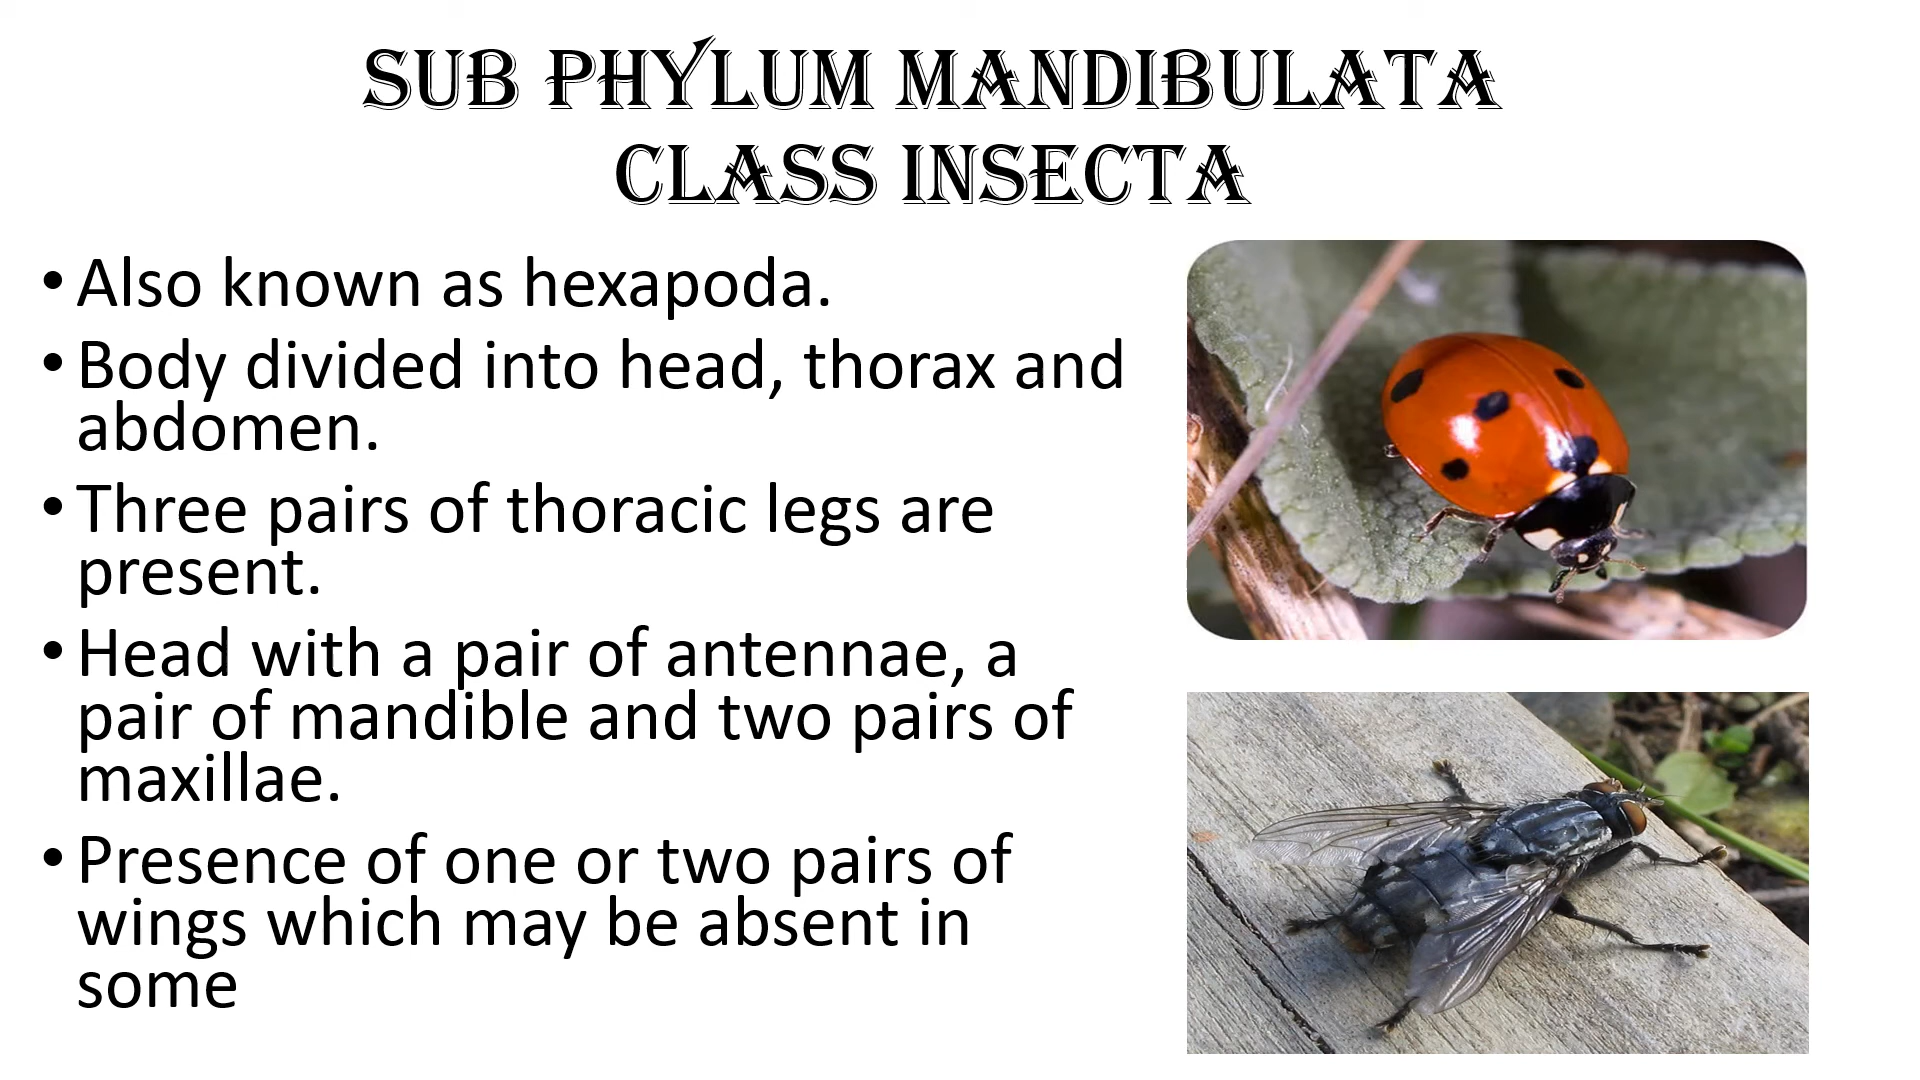 SUB PHYLUM MANDIBULATA
CLASS INSECTA
• Also known as hexapoda.
• Body divided into head, thorax and
abdomen.
• Three pairs of thoracic legs are
present.
• Head with a pair of antennae, a
pair of mandible and two pairs of
maxillae.
• Presence of one or two pairs of
wings which may be absent in
some